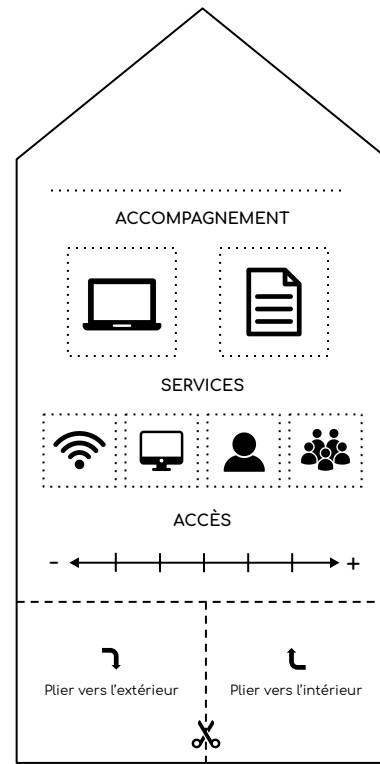 ACCOMPAGNEMENT
SERVICES
ACCÈS
- +
Plier vers l'extérieur
Plier vers l'intérieur